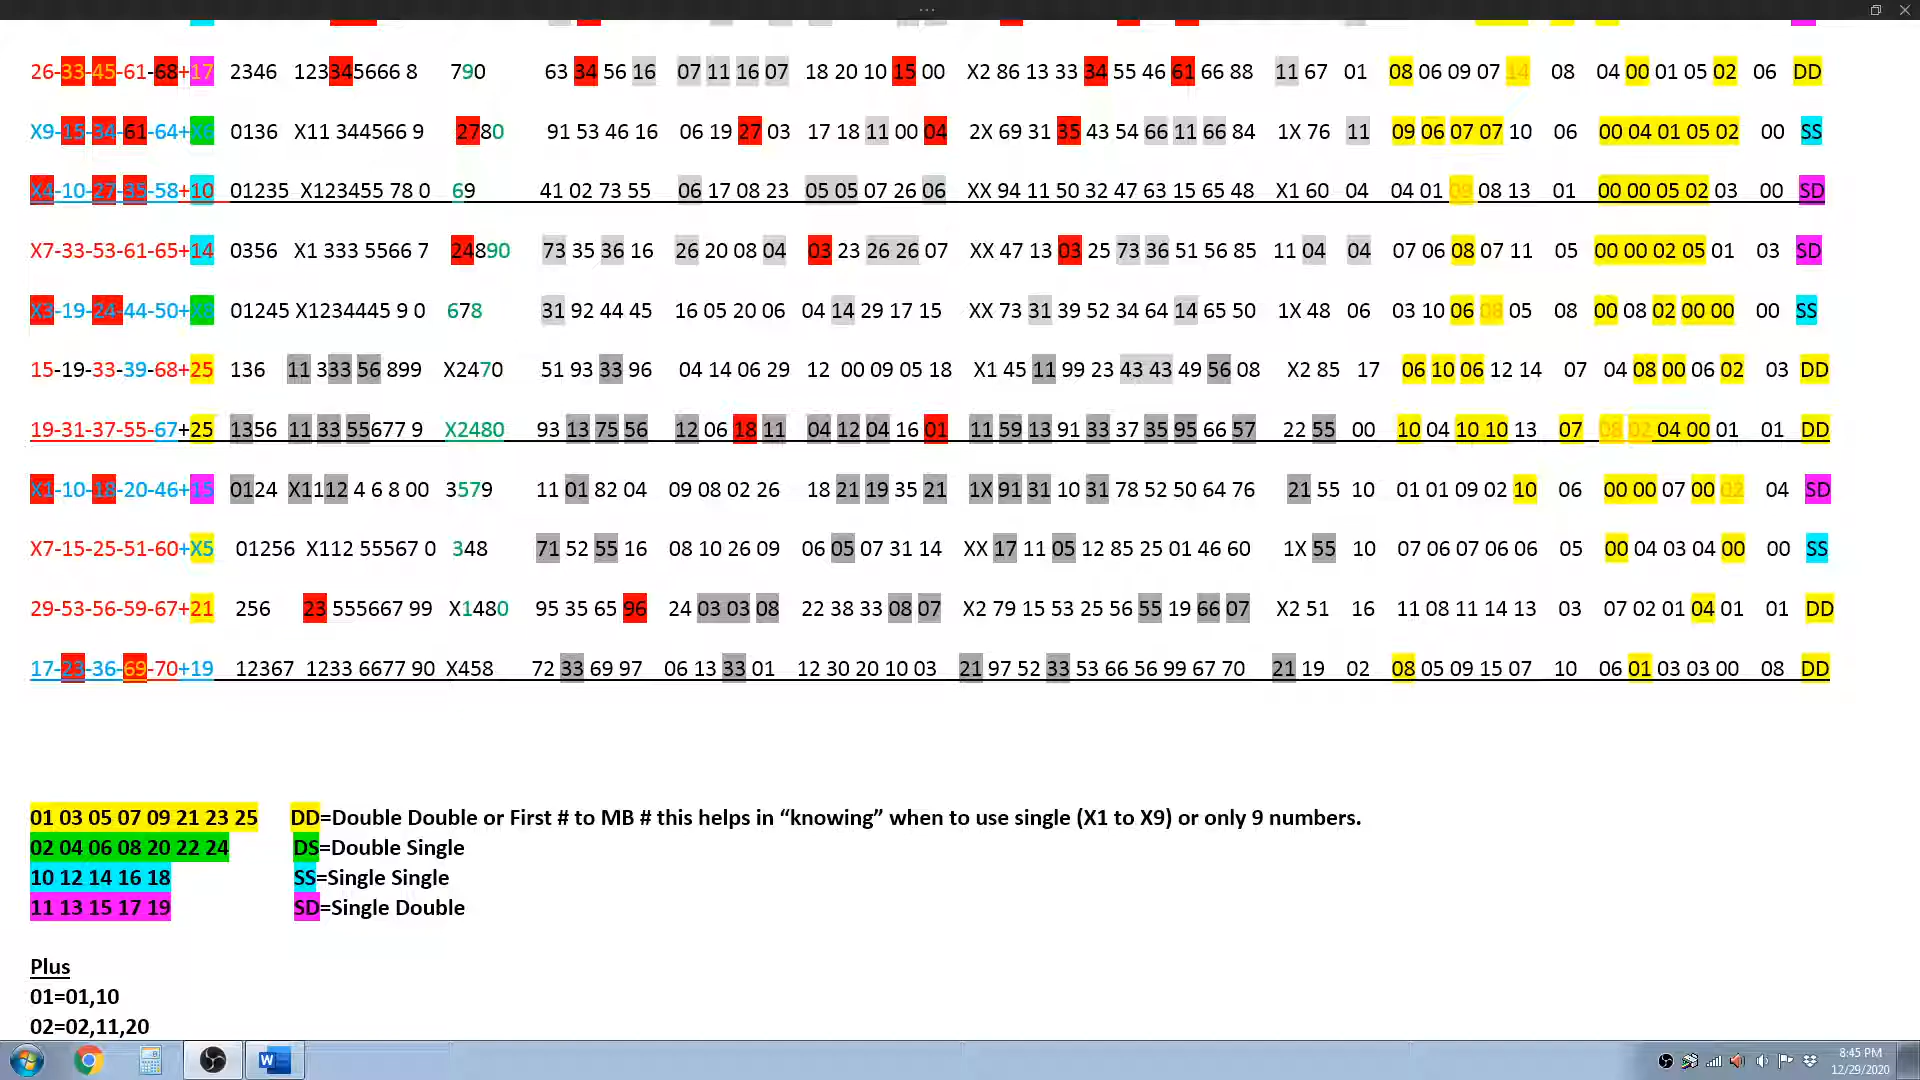 26-33-45-61-68+17 2346 123345666 8 790 63 34 56 16 07 11 16 07 18 20 10 15 00 X2 86 13 33 34 55 46 61 66 88 11 67 01 08 06 09 07 14 08 04 00 01 05 02 06 DD
X9-15-34-61-64+X6 0136 X11 344566 9 2780 91 53 46 16 06 19 27 03 17 18 11 00 04 2X 69 31 35 43 54 66 11 66 84 1X 76 11 09 06 07 07 10 06 00 04 01 05 02 00 SS
X4-10-27-35-58+10 01235 X123455 78 0 69 41 02 73 55 06 17 08 23 05 05 07 26 06 XX 94 11 50 32 47 63 15 65 48 X1 60 04 04 01 09 08 13 01 00 00 05 02 03 00 SD
X7-33-53-61-65+14 0356 X1 333 5566 7 24890 73 35 36 16 26 20 08 04 03 23 26 26 07 XX 47 13 03 25 73 36 51 56 85 11 04 04 07 06 08 07 11 05 00 00 02 05 01 03 SD
X3-19-24-44-50+X8 01245 X1234445 9 0 678 31 92 44 45 16 05 20 06 04 14 29 17 15 XX 73 31 39 52 34 64 14 65 50 1X 48 06 03 10 06 08 05 08 00 08 02 00 00 00 SS
15-19-33-39-68+25 136 11 333 56 899 X2470 51 93 33 96 04 14 06 29 12 00 09 05 18 X1 45 11 99 23 43 43 49 56 08 X2 85 17 06 10 06 12 14 07 04 08 00 06 02 03 DD
19-31-37-55-67+25 1356 11 33 55677 9 X2480 93 13 75 56 12 06 18 11 04 12 04 16 01 11 59 13 91 33 37 35 95 66 57 22 55 00 10 04 10 10 13 07 08 02 04 00 01 01 DD
X1-10-18-20-46+15 0124 X1112 4 6 8 00 3579 11 01 82 04 09 08 02 26 18 21 19 35 21 1X 91 31 10 31 78 52 50 64 76 21 55 10 01 01 09 02 10 06 00 00 07 00 02 04 SD
X7-15-25-51-60+X5 01256 X112 55567 0 348 71 52 55 16 08 10 26 09 06 05 07 31 14 XX 17 11 05 12 85 25 01 46 60 1X 55 10 07 06 07 06 06 05 00 04 03 04 00 00 SS
29-53-56-59-67+21 256 23 555667 99 X1480 95 35 65 96 24 03 03 08 22 38 33 08 07 X2 79 15 53 25 56 55 19 66 07 X2 51 16 11 08 11 14 13 03 07 02 01 04 01 01 DD
17-23-36-69-70+19 12367 1233 6677 90 X458 72 33 69 97 06 13 33 01 12 30 20 10 03 21 97 52 33 53 66 56 99 67 70 21 19 02 08 05 09 15 07 10 06 01 03 03 00 08 DD
01 03 05 07 09 21 23 25 DD=Double Double or First # to MB # this helps in “knowing” when to use single (X1 to X9) or only 9 numbers.
02 04 06 08 20 22 24 DS=Double Single
10 12 14 16 18 SS=Single Single
11 13 15 17 19 SD=Single Double
Plus
01=01,10
02=02,11,20
8:45 PM
12/29/2020